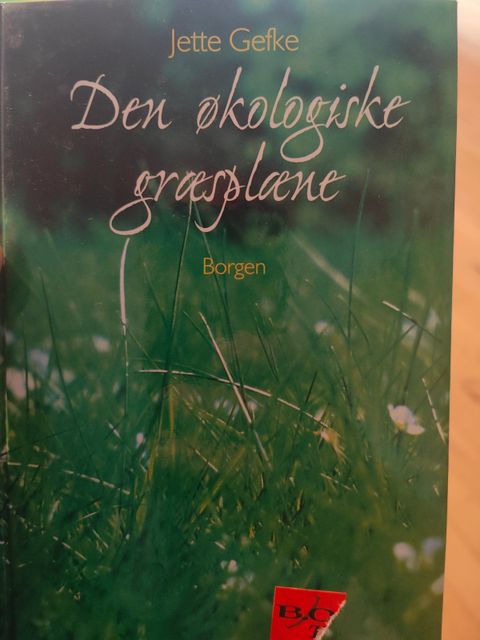 Jette Gefke
Den økologiske
græsplæne
Borgen